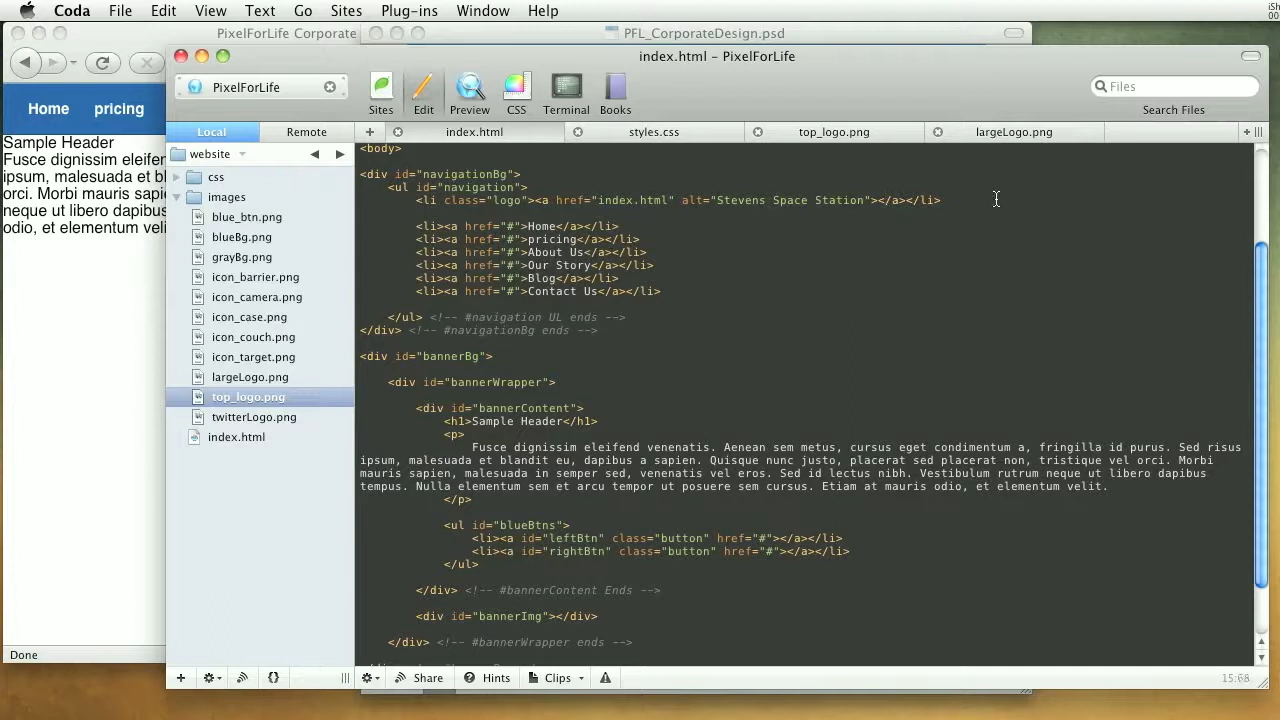 Coda File Edit View Text Go Sites Plug-ins Window Help
PixelForLife Corporate
PFL_CorporateDesign.psd
index.html – PixelForLife
PixelForLife
Sites Edit Preview CSS Terminal Books
Files
Search Files
Home pricing
Local Remote
index.html styles.css top_logo.png largeLogo.png
website
css
images
blue_btn.png
blueBg.png
grayBg.png
icon_barrier.png
icon_camera.png
icon_case.png
icon_couch.png
icon_target.png
largeLogo.png
top_logo.png
twitterLogo.png
index.html
Sample Header
Fusce dignissim eleifen
ipsum, malesuada et bl
orci. Morbi mauris sapie
neque ut libero dapibus
odio, et elementum veli
Done
<body>
<div id="navigationBg">
<ul id="navigation">
<li class="logo"><a href="index.html" alt="Stevens Space Station"></a></li>
<li><a href="#">Home</a></li>
<li><a href="#">pricing</a></li>
<li><a href="#">About Us</a></li>
<li><a href="#">Our Story</a></li>
<li><a href="#">Blog</a></li>
<li><a href="#">Contact Us</a></li>
</ul> <!-- #navigation UL ends -->
</div> <!-- #navigationBg ends -->
<div id="bannerBg">
<div id="bannerWrapper">
<div id="bannerContent">
<h1>Sample Header</h1>
<p>
Fusce dignissim eleifend venenatis. Aenean sem metus, cursus eget condimentum a, fringilla id purus. Sed risus
ipsum, malesuada et blandit eu, dapibus a sapien. Quisque nunc justo, placerat sed placerat non, tristique vel orci. Morbi
mauris sapien, malesuada in semper sed, venenatis vel eros. Sed id lectus nibh. Vestibulum rutrum neque ut libero dapibus
tempus. Nulla elementum sem et arcu tempor ut posuere sem cursus. Etiam at mauris odio, et elementum velit.
</p>
<ul id="blueBtns">
<li><a id="leftBtn" class="button" href="#"></a></li>
<li><a id="rightBtn" class="button" href="#"></a></li>
</ul>
</div> <!-- #bannerContent Ends -->
<div id="bannerImg"></div>
</div> <!-- #bannerWrapper ends -->
Share Hints Clips
15:68